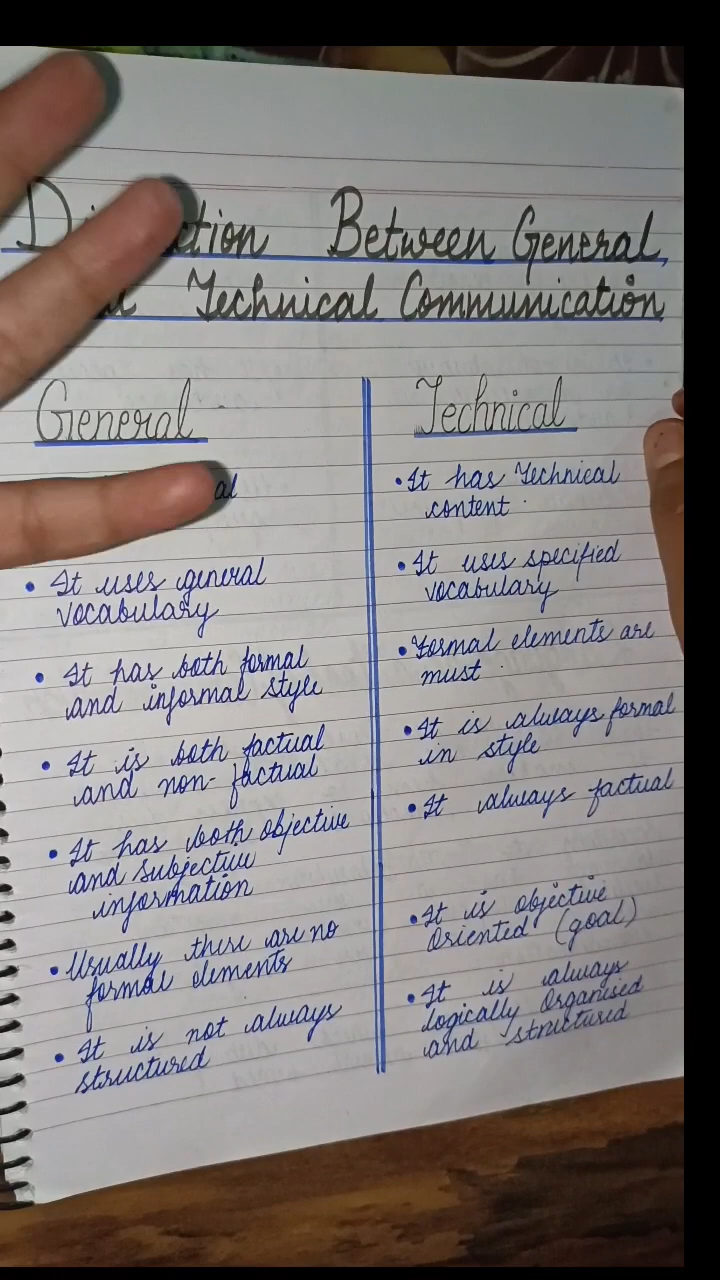 Between General,
Technical Communication
General
al
• It uses general
vocabulary
• It has both formal
and informal style
• It is both factual
and non-factual
• It has both objective
and subjective
information
• Usually there are no
formal elements
• It is not always
structured
Technical
• It has Technical
content.
• It uses specified
vocabulary
• Formal elements are
must.
• It is always formal
in style
• It always factual
• It is objective
Oriented (goal)
• It is always
logically Organised
and structured